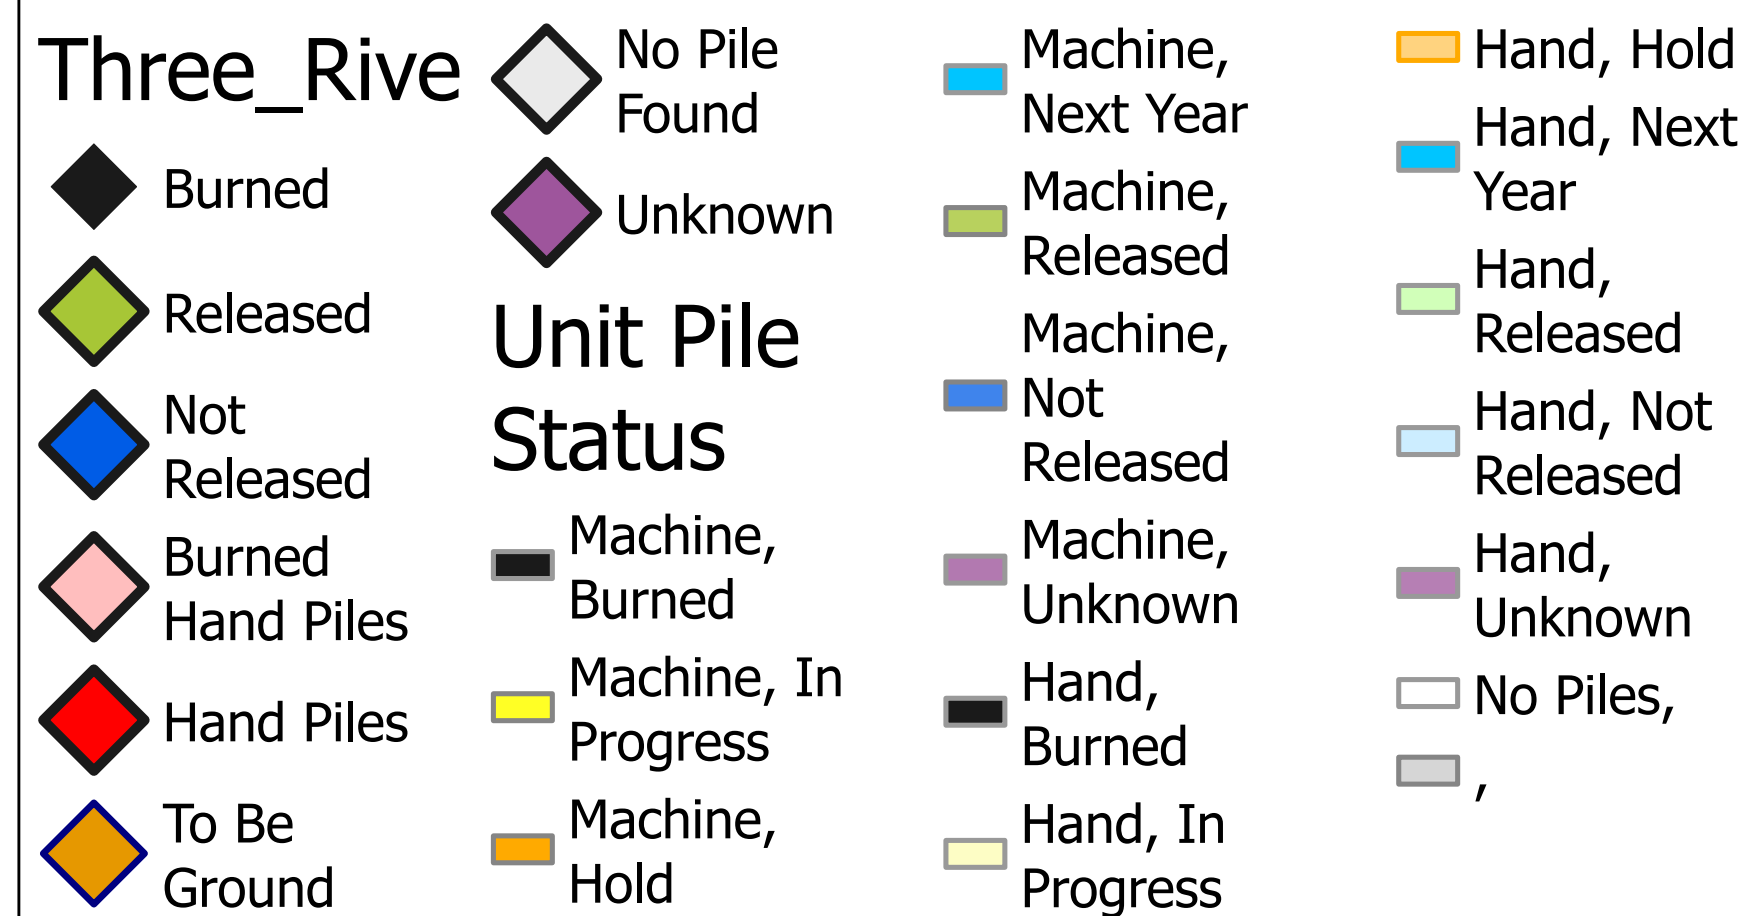 Three_Rive
Burned
Released
Not
Released
Burned
Hand Piles
Hand Piles
To Be
Ground
No Pile
Found
Unknown
Unit Pile
Status
Machine,
Burned
Machine, In
Progress
Machine,
Hold
Machine,
Next Year
Machine,
Released
Machine,
Not
Released
Machine,
Unknown
Hand,
Burned
Hand, In
Progress
Hand, Hold
Hand, Next
Year
Hand,
Released
Hand, Not
Released
Hand,
Unknown
No Piles,
,